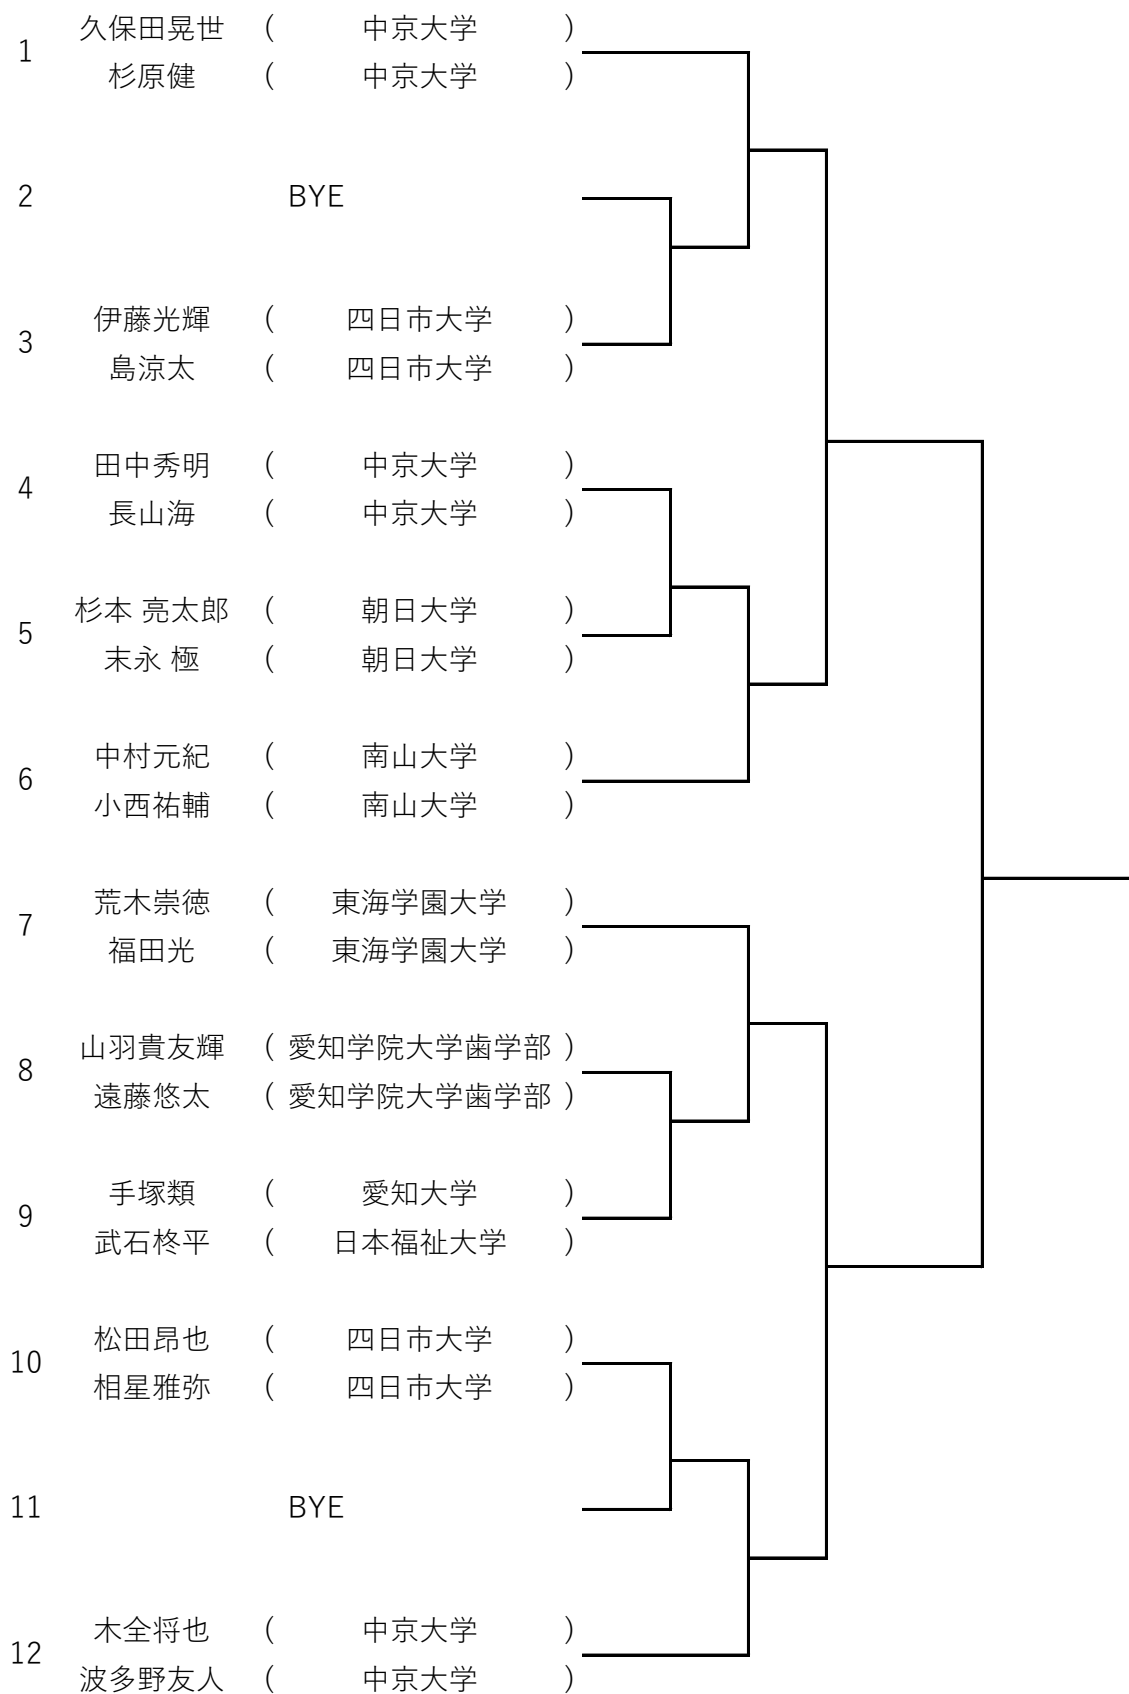 久保田晃世 ( 中京大学 )
1
杉原健 ( 中京大学 )
2 BYE
伊藤光輝 ( 四日市大学 )
3
島涼太 ( 四日市大学 )
田中秀明 ( 中京大学 )
4
長山海 ( 中京大学 )
杉本 亮太郎 ( 朝日大学 )
5
末永 極 ( 朝日大学 )
中村元紀 ( 南山大学 )
6
小西祐輔 ( 南山大学 )
荒木崇徳 ( 東海学園大学 )
7
福田光 ( 東海学園大学 )
山羽貴友輝 ( 愛知学院大学歯学部 )
8
遠藤悠太 ( 愛知学院大学歯学部 )
手塚類 ( 愛知大学 )
9
武石柊平 ( 日本福祉大学 )
松田昂也 ( 四日市大学 )
10
相星雅弥 ( 四日市大学 )
11 BYE
木全将也 ( 中京大学 )
12
波多野友人 ( 中京大学 )